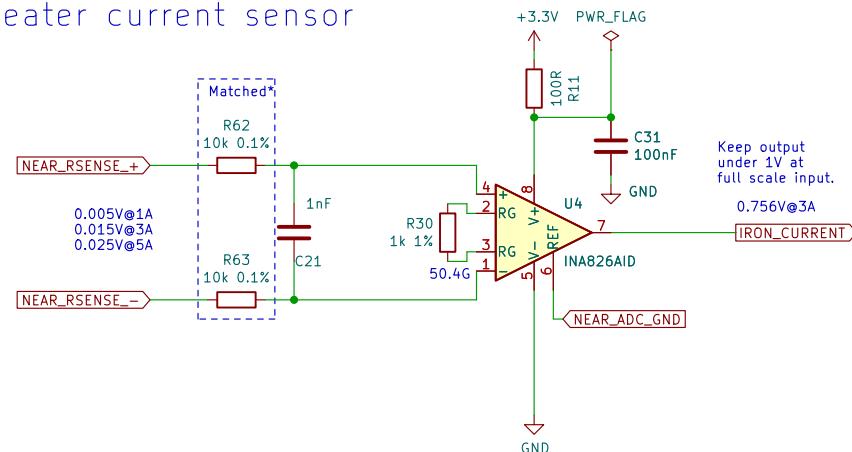 eater current sensor
+3.3V
PWR_FLAG
100R
R11
Matched*
R62
10k 0.1%
C31
100nF
Keep output
under 1V at
full scale input.
NEAR_RSENSE_+
GND
4
+
8
1nF
2
RG
V+
U4
0.756V@3A
0.005V@1A
0.015V@3A
0.025V@5A
R30
1k 1%
7
IRON_CURRENT
3
RG
REF
V-
INA826AID
R63
10k 0.1%
C21
50.4G
1
-
5
6
NEAR_RSENSE_-
NEAR_ADC_GND
GND